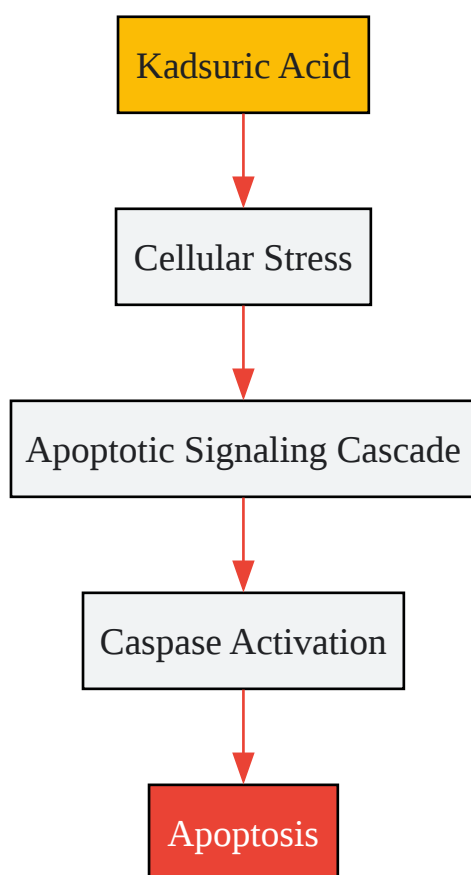 Kadsuric Acid
Cellular Stress
Apoptotic Signaling Cascade
Caspase Activation
Apoptosis